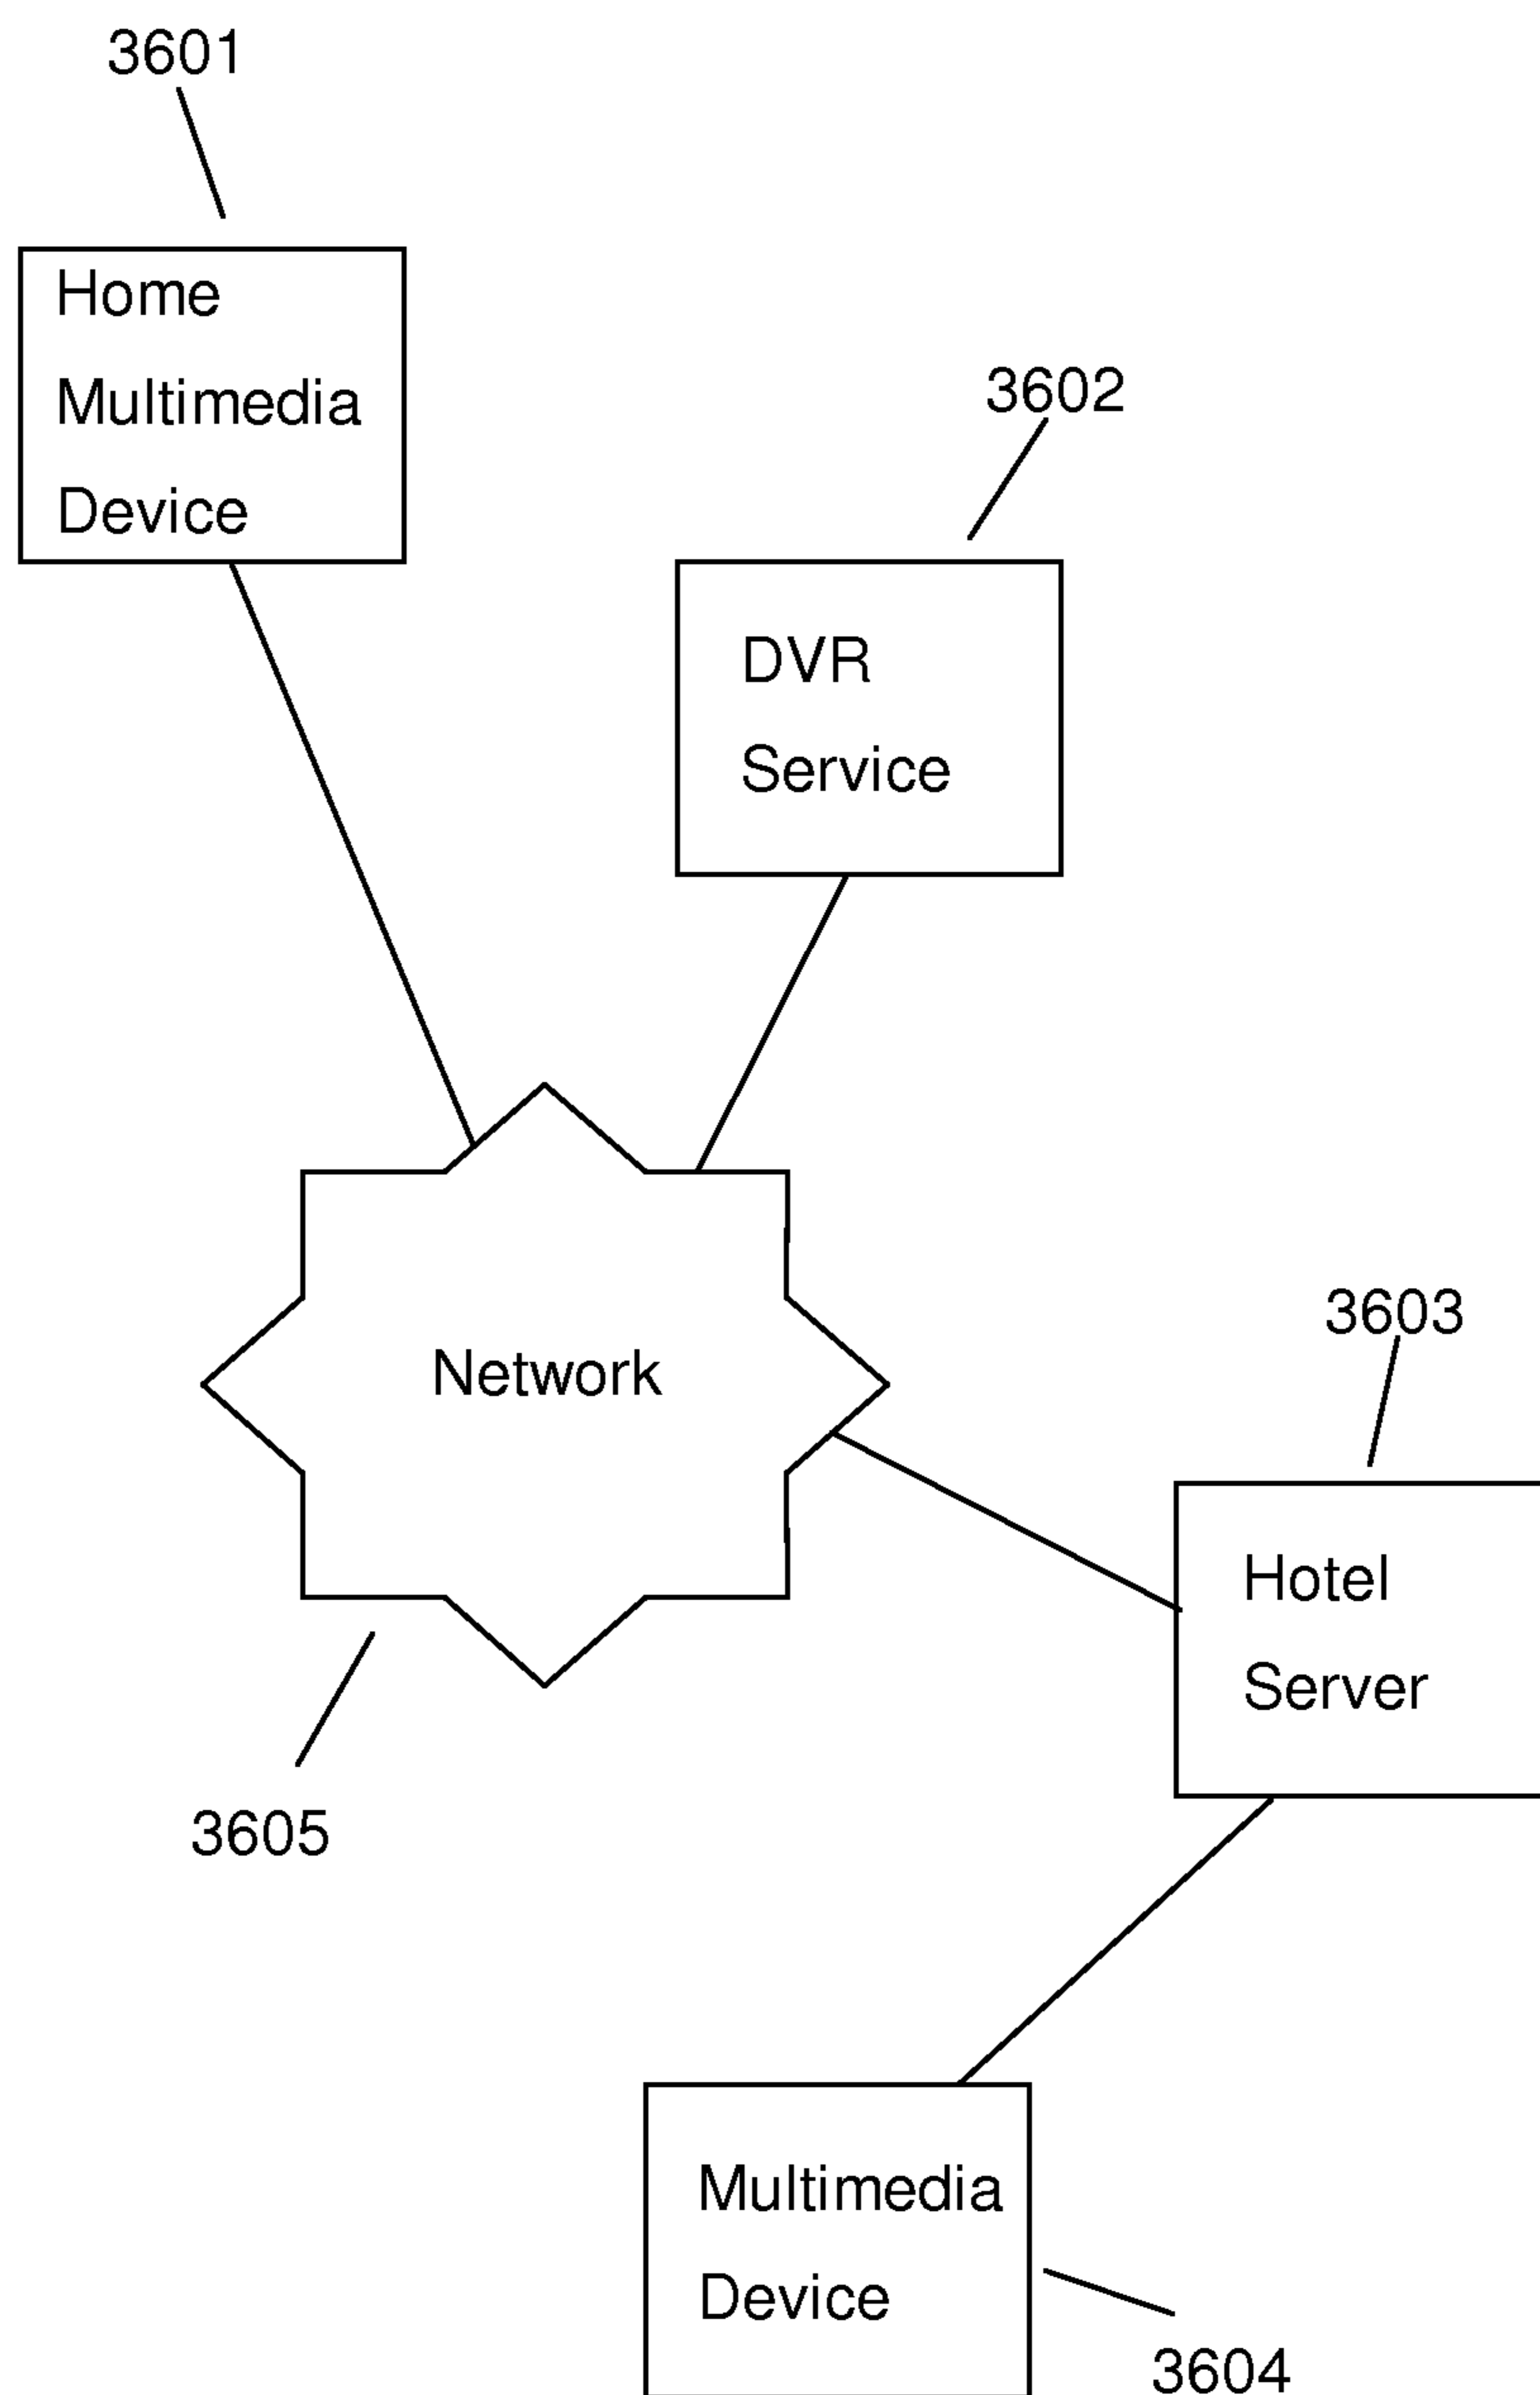 3601
Home
Multimedia
Device
3602
DVR
Service
Network
3603
Hotel
Server
3605
Multimedia
Device
3604